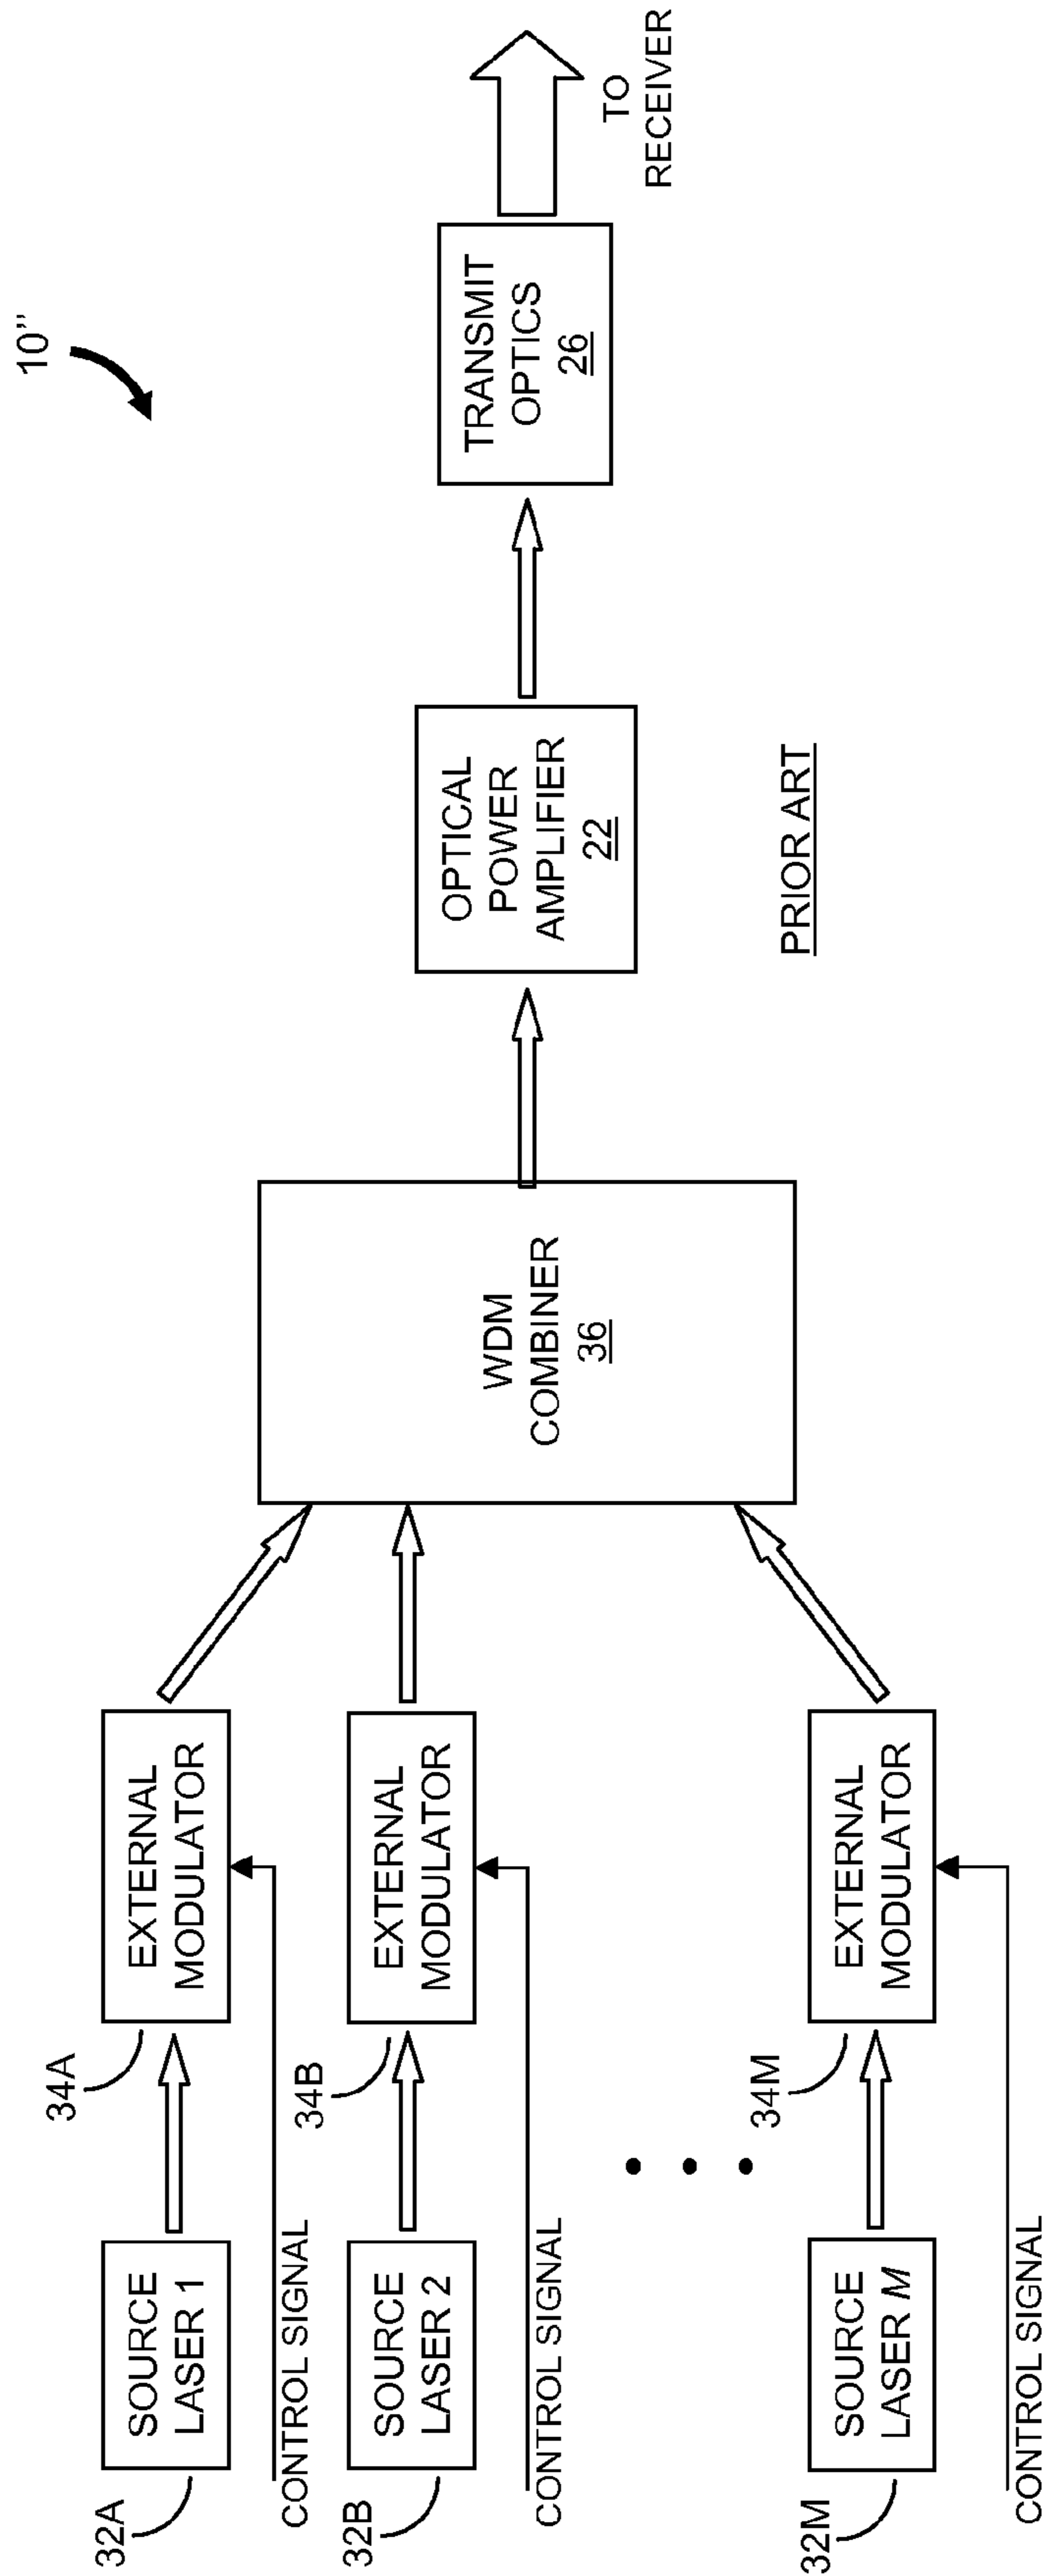 10”
32A
SOURCE
LASER 1
34A
EXTERNAL
MODULATOR
CONTROL SIGNAL
32B
SOURCE
LASER 2
34B
EXTERNAL
MODULATOR
CONTROL SIGNAL
32M
SOURCE
LASER M
34M
EXTERNAL
MODULATOR
CONTROL SIGNAL
WDM
COMBINER
36
OPTICAL
POWER
AMPLIFIER
22
TRANSMIT
OPTICS
26
TO
RECEIVER
PRIOR ART